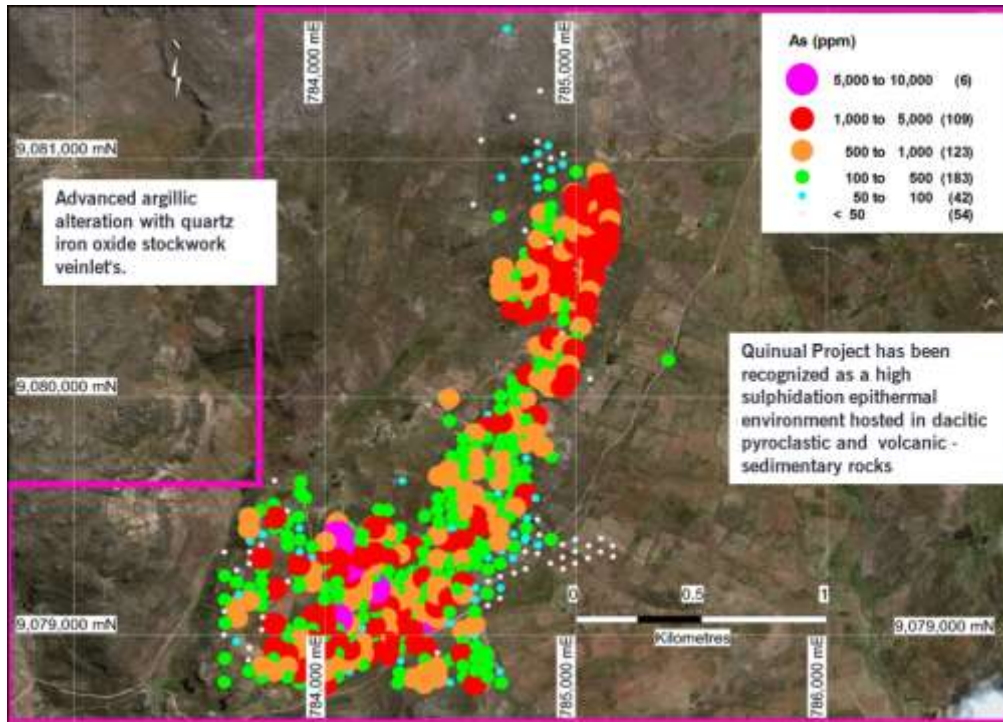 As (ppm)
5,000 to 10,000 (6)
1,000 to 5,000 (109)
500 to 1,000 (123)
100 to 500 (183)
50 to 100 (42)
< 50 (54)
784,000 mE
785,000 mE
9,081,000 mN
Advanced argillic
alteration with quartz
iron oxide stockwork
veinlet's.
Quinual Project has been
recognized as a high
sulphidation epithermal
environment hosted in dacitic
pyroclastic and volcanic -
sedimentary rocks
9,080,000 mN
0 0.5 1
Kilometres
9,079,000 mN
9,079,000 mN
784,000 mE
785,000 mE
786,000 mE